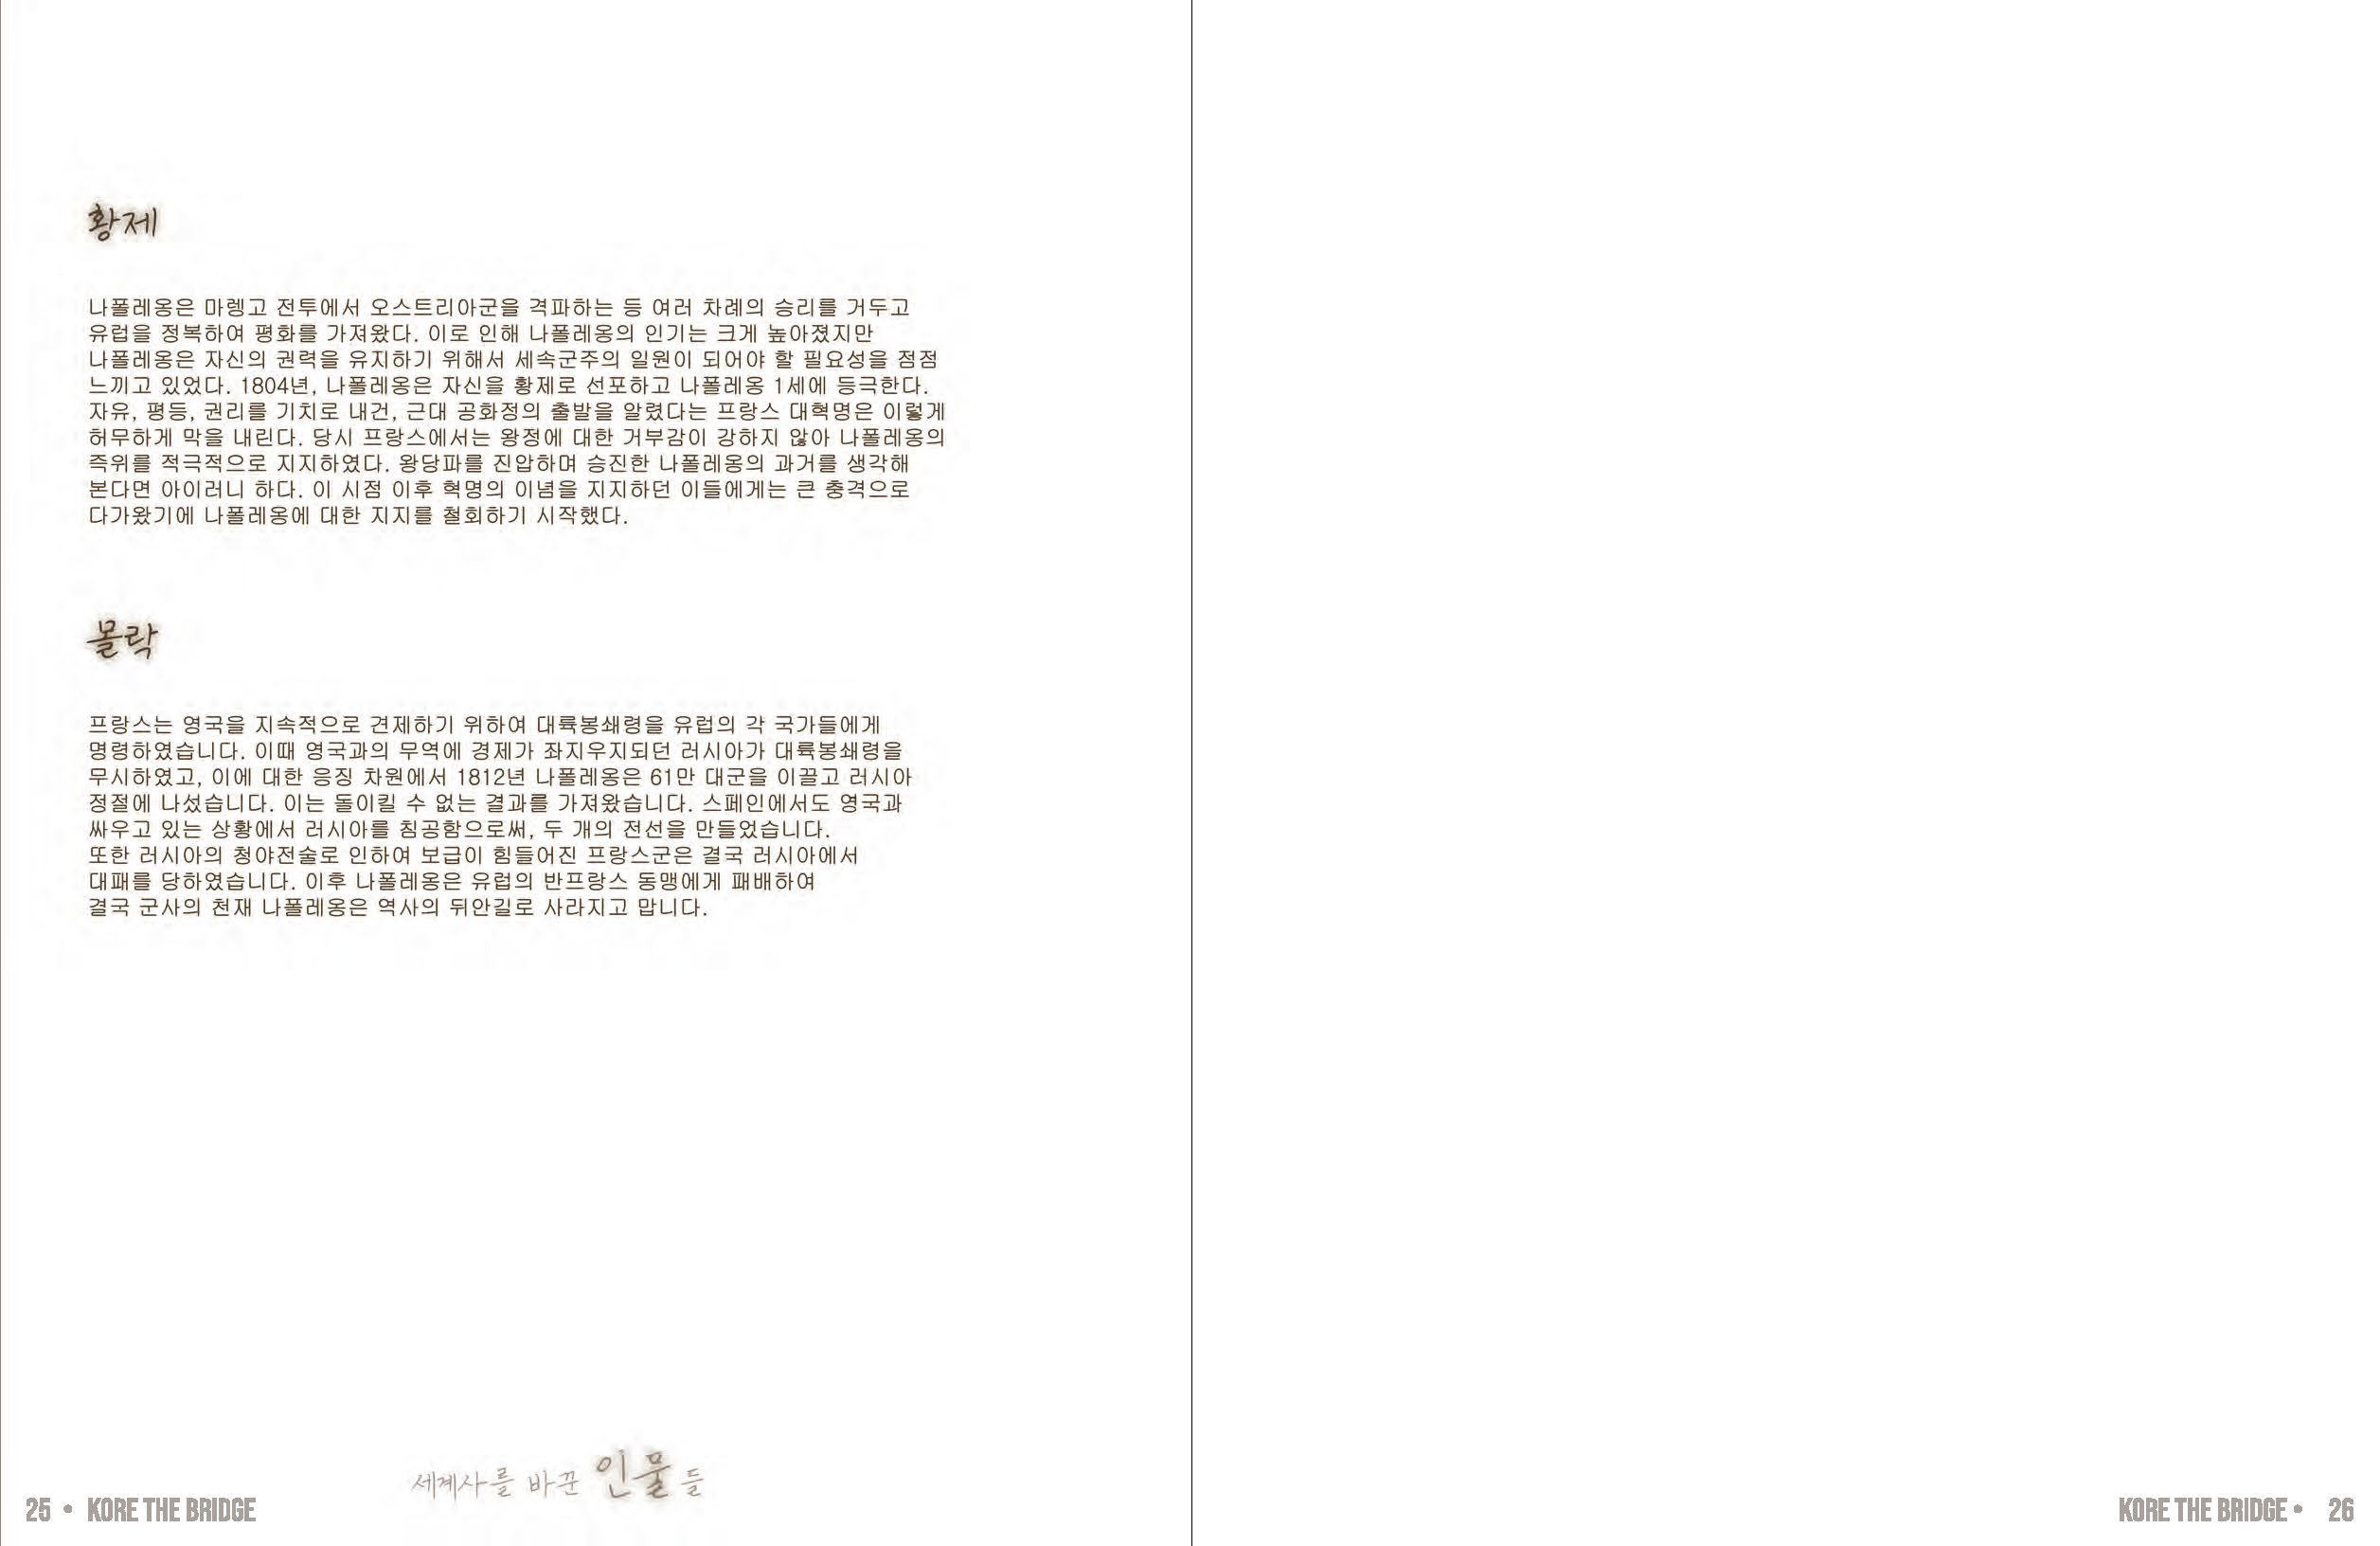 황제
나폴레옹은 마렝고 전투에서 오스트리아군을 격파하는 등 여러 차례의 승리를 거두고
유럽을 정복하여 평화를 가져왔다. 이로 인해 나폴레옹의 인기는 크게 높아졌지만
나폴레옹은 자신의 권력을 유지하기 위해서 세속군주의 일원이 되어야 할 필요성을 점점
느끼고 있었다. 1804년, 나폴레옹은 자신을 황제로 선포하고 나폴레옹 1세에 등극한다.
자유, 평등, 권리를 기치로 내건, 근대 공화정의 출발을 알렸다는 프랑스 대혁명은 이렇게
허무하게 막을 내린다. 당시 프랑스에서는 왕정에 대한 거부감이 강하지 않아 나폴레옹의
즉위를 적극적으로 지지하였다. 왕당파를 진압하며 승진한 나폴레옹의 과거를 생각해
본다면 아이러니 하다. 이 시점 이후 혁명의 이념을 지지하던 이들에게는 큰 충격으로
다가왔기에 나폴레옹에 대한 지지를 철회하기 시작했다.
몰락
프랑스는 영국을 지속적으로 견제하기 위하여 대륙봉쇄령을 유럽의 각 국가들에게
명령하였습니다. 이때 영국과의 무역에 경제가 좌지우지되던 러시아가 대륙봉쇄령을
무시하였고, 이에 대한 응징 차원에서 1812년 나폴레옹은 61만 대군을 이끌고 러시아
정절에 나섰습니다. 이는 돌이킬 수 없는 결과를 가져왔습니다. 스페인에서도 영국과
싸우고 있는 상황에서 러시아를 침공함으로써, 두 개의 전선을 만들었습니다.
또한 러시아의 청야전술로 인하여 보급이 힘들어진 프랑스군은 결국 러시아에서
대패를 당하였습니다. 이후 나폴레옹은 유럽의 반프랑스 동맹에게 패배하여
결국 군사의 천재 나폴레옹은 역사의 뒤안길로 사라지고 맙니다.
세계사를 바꾼 인물들
25 • KORE THE BRIDGE
KORE THE BRIDGE • 26